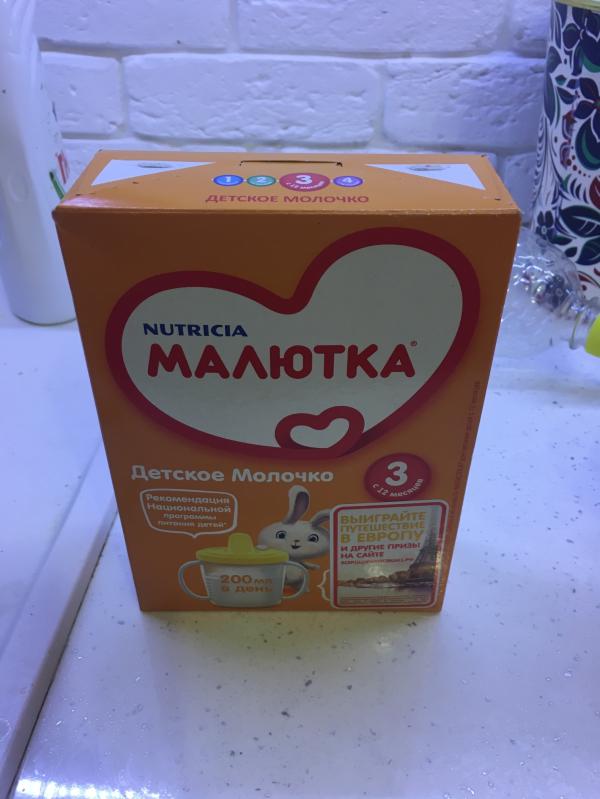 1 2 3 4
с 12 месяцев
ДЕТСКОЕ МОЛОЧКО
NUTRICIA
МАЛЮТКА®
Детское Молочко
3
с 12 месяцев
Рекомендация
Национальной
программы
питания детей*
200 мл
в день
ВЫИГРАЙТЕ
ПУТЕШЕСТВИЕ
В ЕВРОПУ
И ДРУГИЕ ПРИЗЫ
НА САЙТЕ